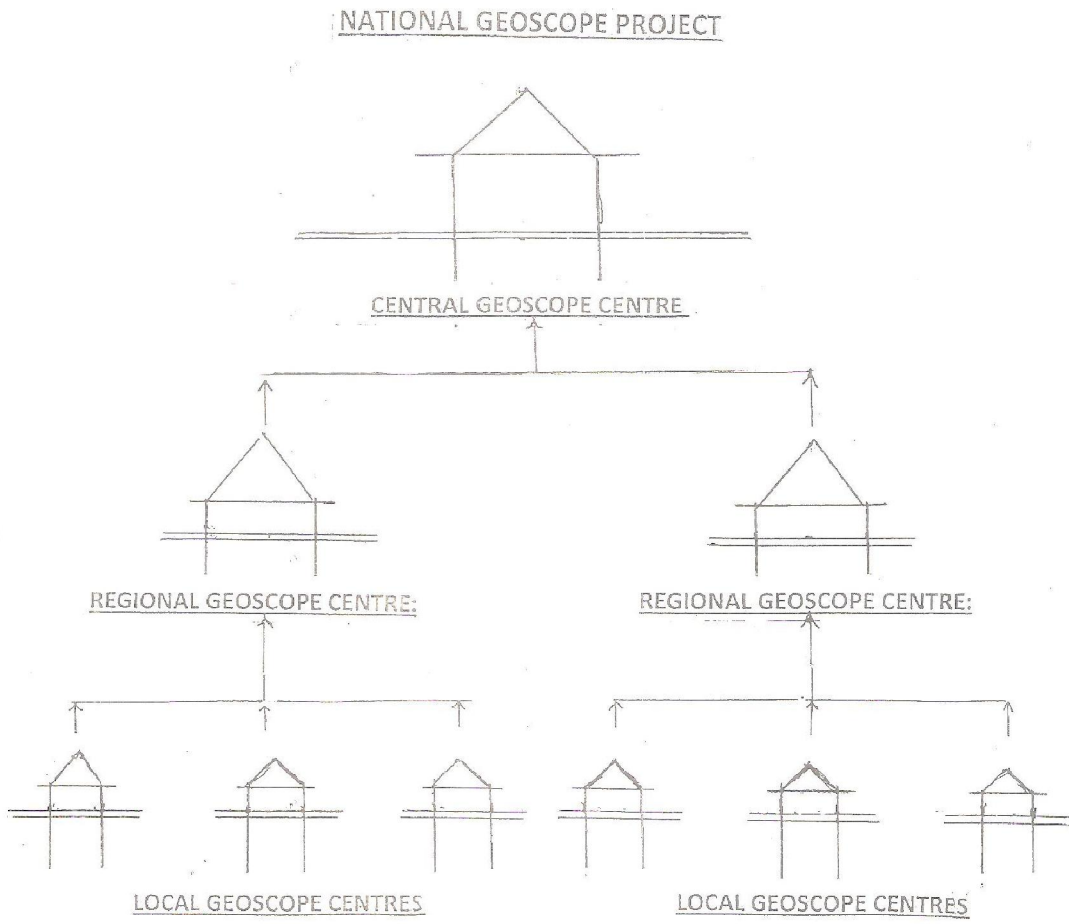 NATIONAL GEOSCOPE PROJECT
CENTRAL GEOSCOPE CENTRE
REGIONAL GEOSCOPE CENTRE:
REGIONAL GEOSCOPE CENTRE:
LOCAL GEOSCOPE CENTRES
LOCAL GEOSCOPE CENTRES